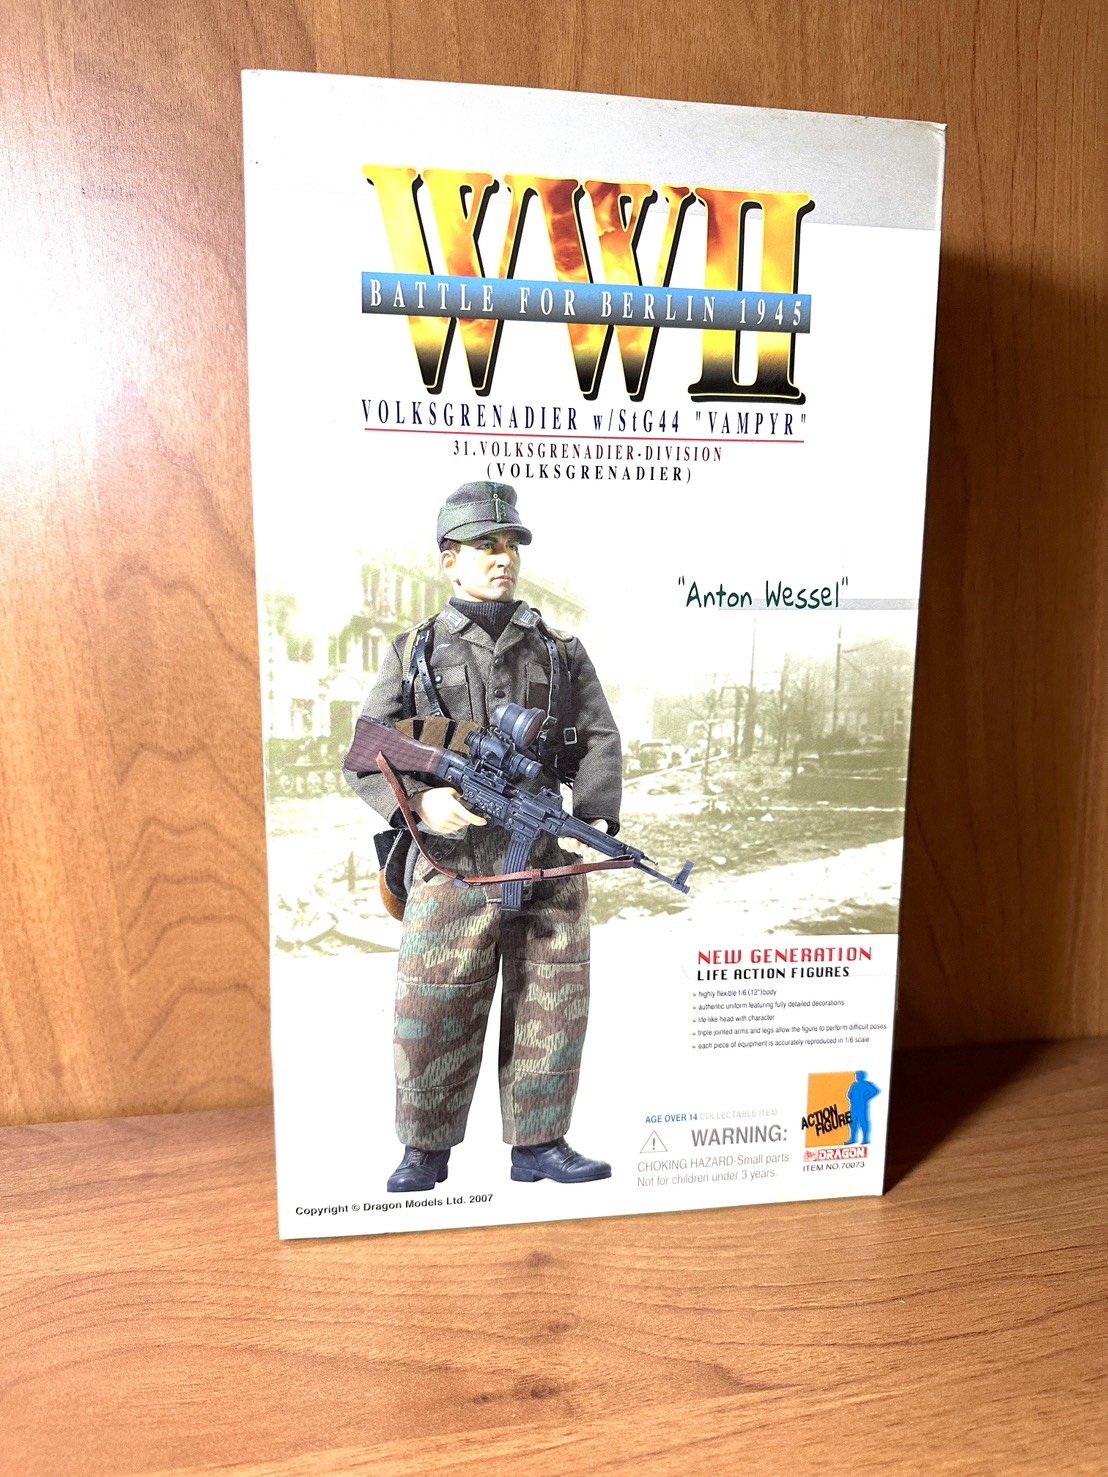 WWII
BATTLE FOR BERLIN 1945
VOLKSGRENADIER w/StG44 "VAMPYR"
31.VOLKSGRENADIER-DIVISION
(VOLKSGRENADIER)
"Anton Wessel"
NEW GENERATION
LIFE ACTION FIGURES
highly flexible 1/6 (12") body
authentic uniform featuring fully detailed decorations
life-like head with character
triple jointed arms and legs allow the figure to perform difficult poses
each piece of equipment is accurately reproduced in 1/6 scale
AGE OVER 14 COLLECTABLE ITEM
WARNING:
CHOKING HAZARD-Small parts.
Not for children under 3 years.
ACTION
FIGURE
DRAGON
ITEM NO.70073
Copyright © Dragon Models Ltd. 2007